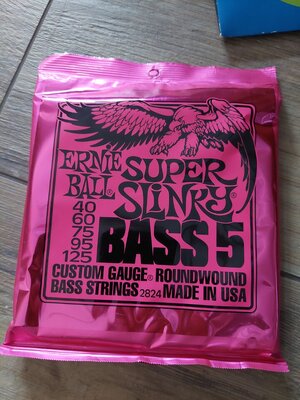 ERNIE BALL®
SUPER SLINKY®
40
60
75
95
125
BASS 5
CUSTOM GAUGE® ROUNDWOUND
BASS STRINGS 2824 MADE IN USA